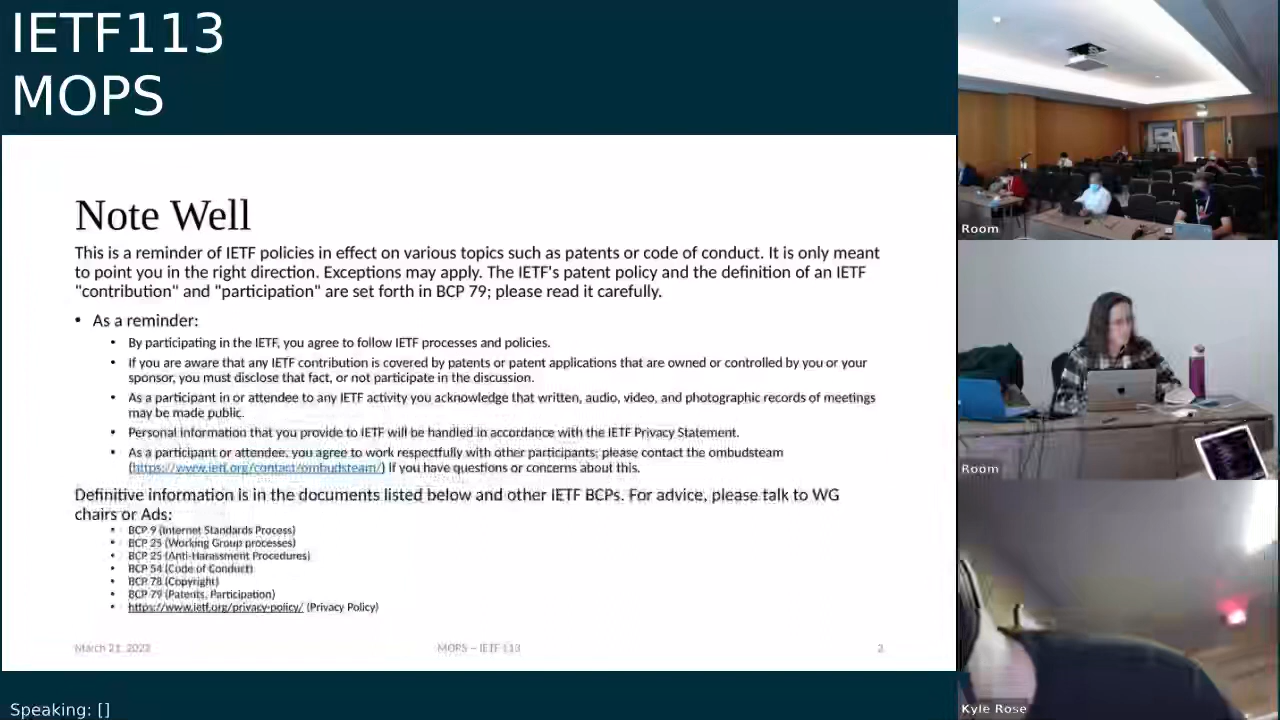 IETF113
MOPS
Note Well
This is a reminder of IETF policies in effect on various topics such as patents or code of conduct. It is only meant
to point you in the right direction. Exceptions may apply. The IETF's patent policy and the definition of an IETF
"contribution" and "participation" are set forth in BCP 79; please read it carefully.
• As a reminder:
• By participating in the IETF, you agree to follow IETF processes and policies.
• If you are aware that any IETF contribution is covered by patents or patent applications that are owned or controlled by you or your
sponsor, you must disclose that fact, or not participate in the discussion.
• As a participant in or attendee to any IETF activity you acknowledge that written, audio, video, and photographic records of meetings
may be made public.
• Personal information that you provide to IETF will be handled in accordance with the IETF Privacy Statement.
• As a participant or attendee, you agree to work respectfully with other participants; please contact the ombudsteam
(https://www.ietf.org/contact/ombudsteam/) if you have questions or concerns about this.
Definitive information is in the documents listed below and other IETF BCPs. For advice, please talk to WG
chairs or Ads:
• BCP 9 (Internet Standards Process)
• BCP 25 (Working Group processes)
• BCP 25 (Anti-Harassment Procedures)
• BCP 54 (Code of Conduct)
• BCP 78 (Copyright)
• BCP 79 (Patents, Participation)
• https://www.ietf.org/privacy-policy/ (Privacy Policy)
March 21, 2022 MOPS – IETF 113 2
Speaking: []
Room
Room
Kyle Rose